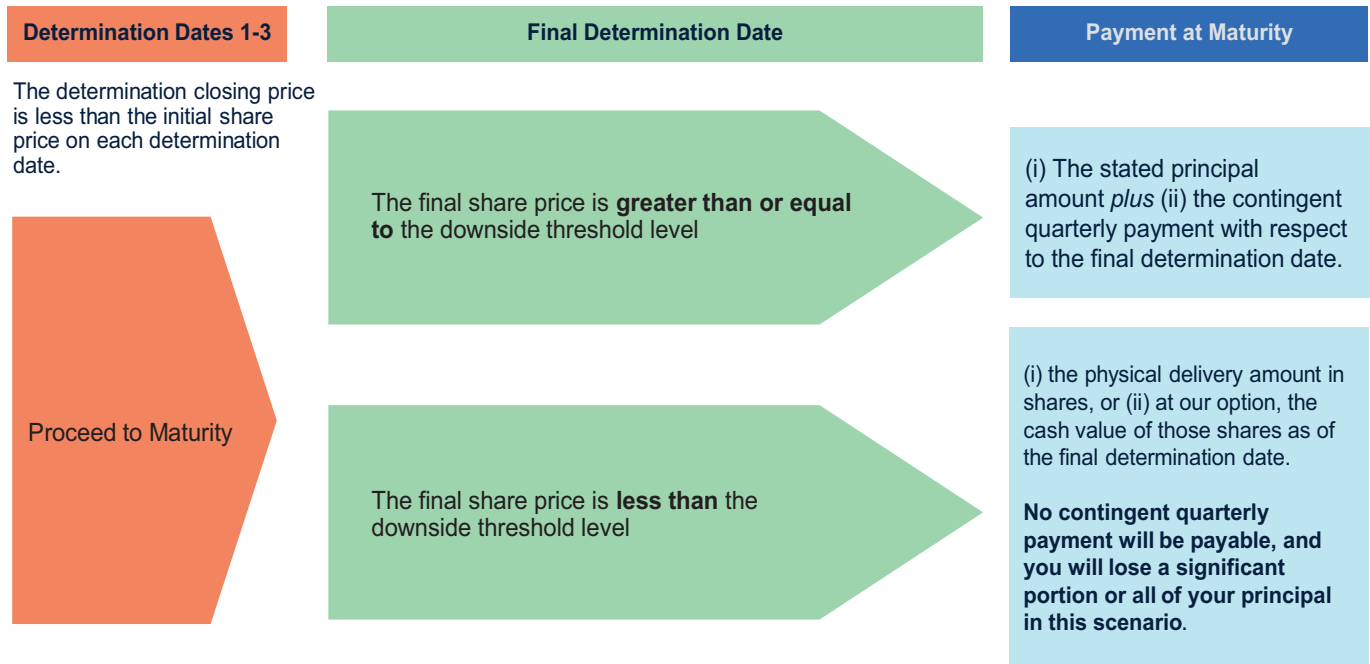 Determination Dates 1-3
Final Determination Date
Payment at Maturity
The determination closing price
is less than the initial share
price on each determination
date.
Proceed to Maturity
The final share price is greater than or equal
to the downside threshold level
(i) The stated principal
amount plus (ii) the contingent
quarterly payment with respect
to the final determination date.
The final share price is less than the
downside threshold level
(i) the physical delivery amount in
shares, or (ii) at our option, the
cash value of those shares as of
the final determination date.
No contingent quarterly
payment will be payable, and
you will lose a significant
portion or all of your principal
in this scenario.